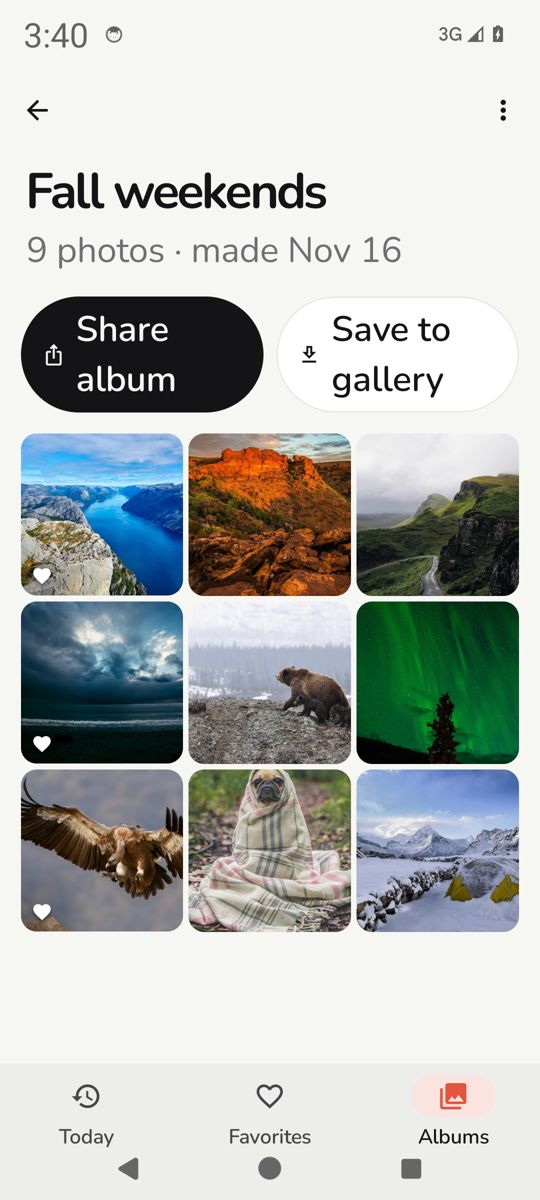 3:40
3G
Fall weekends
9 photos · made Nov 16
Share
album
Save to
gallery
Today
Favorites
Albums